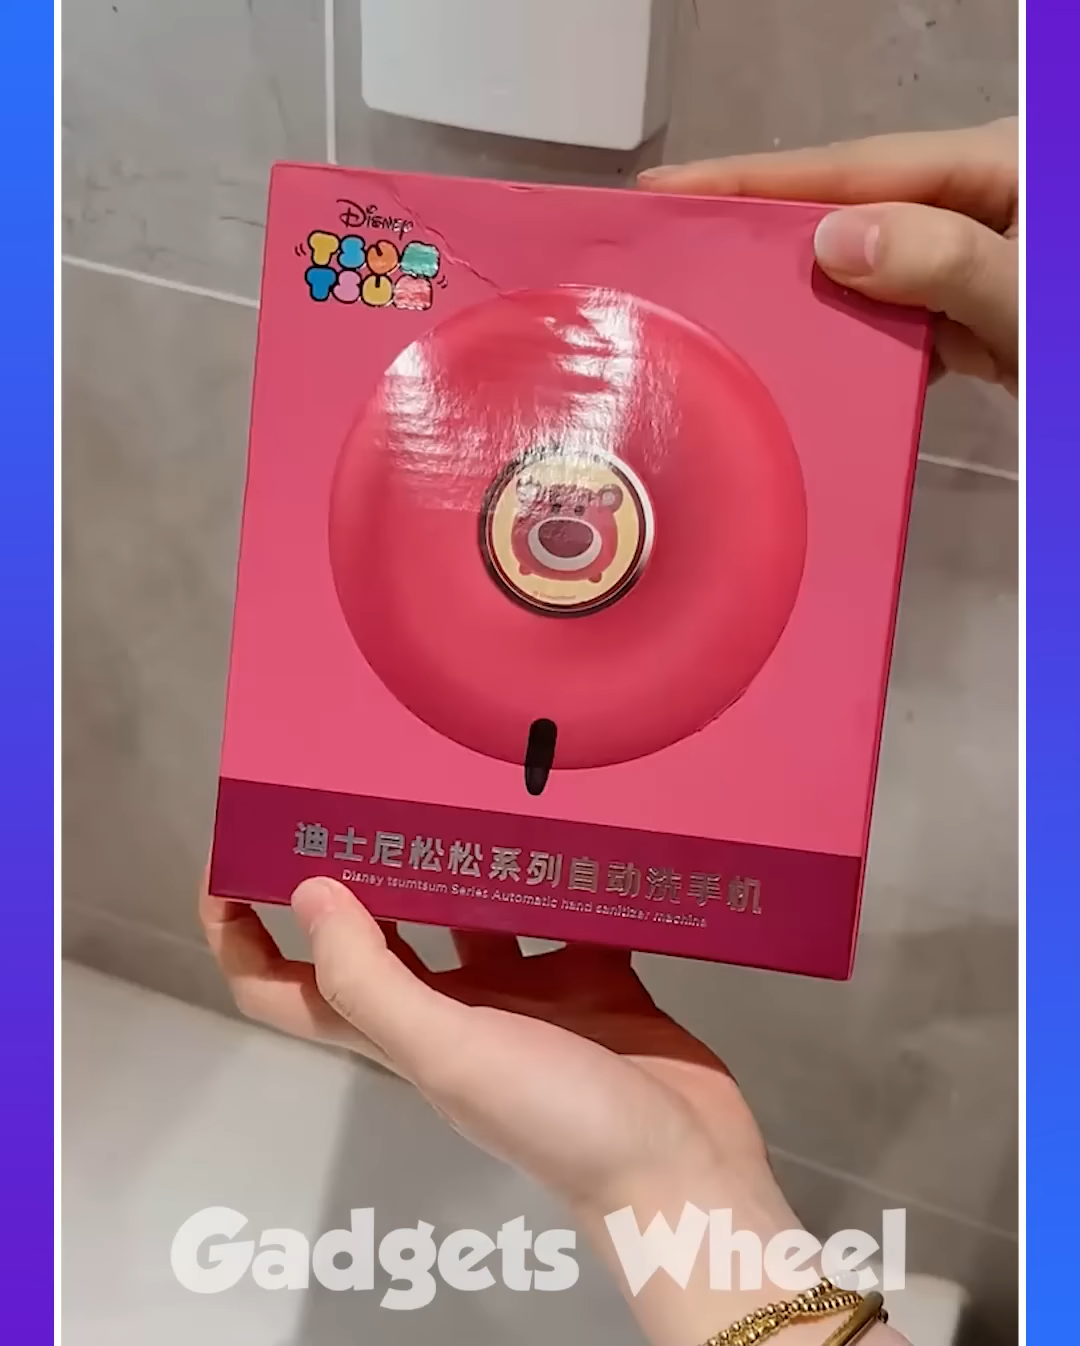 Disney
TSUM
TSUM
迪士尼松松系列自动洗手机
Disney tsumtsum Series Automatic hand sanitizer machine
Gadgets Wheel